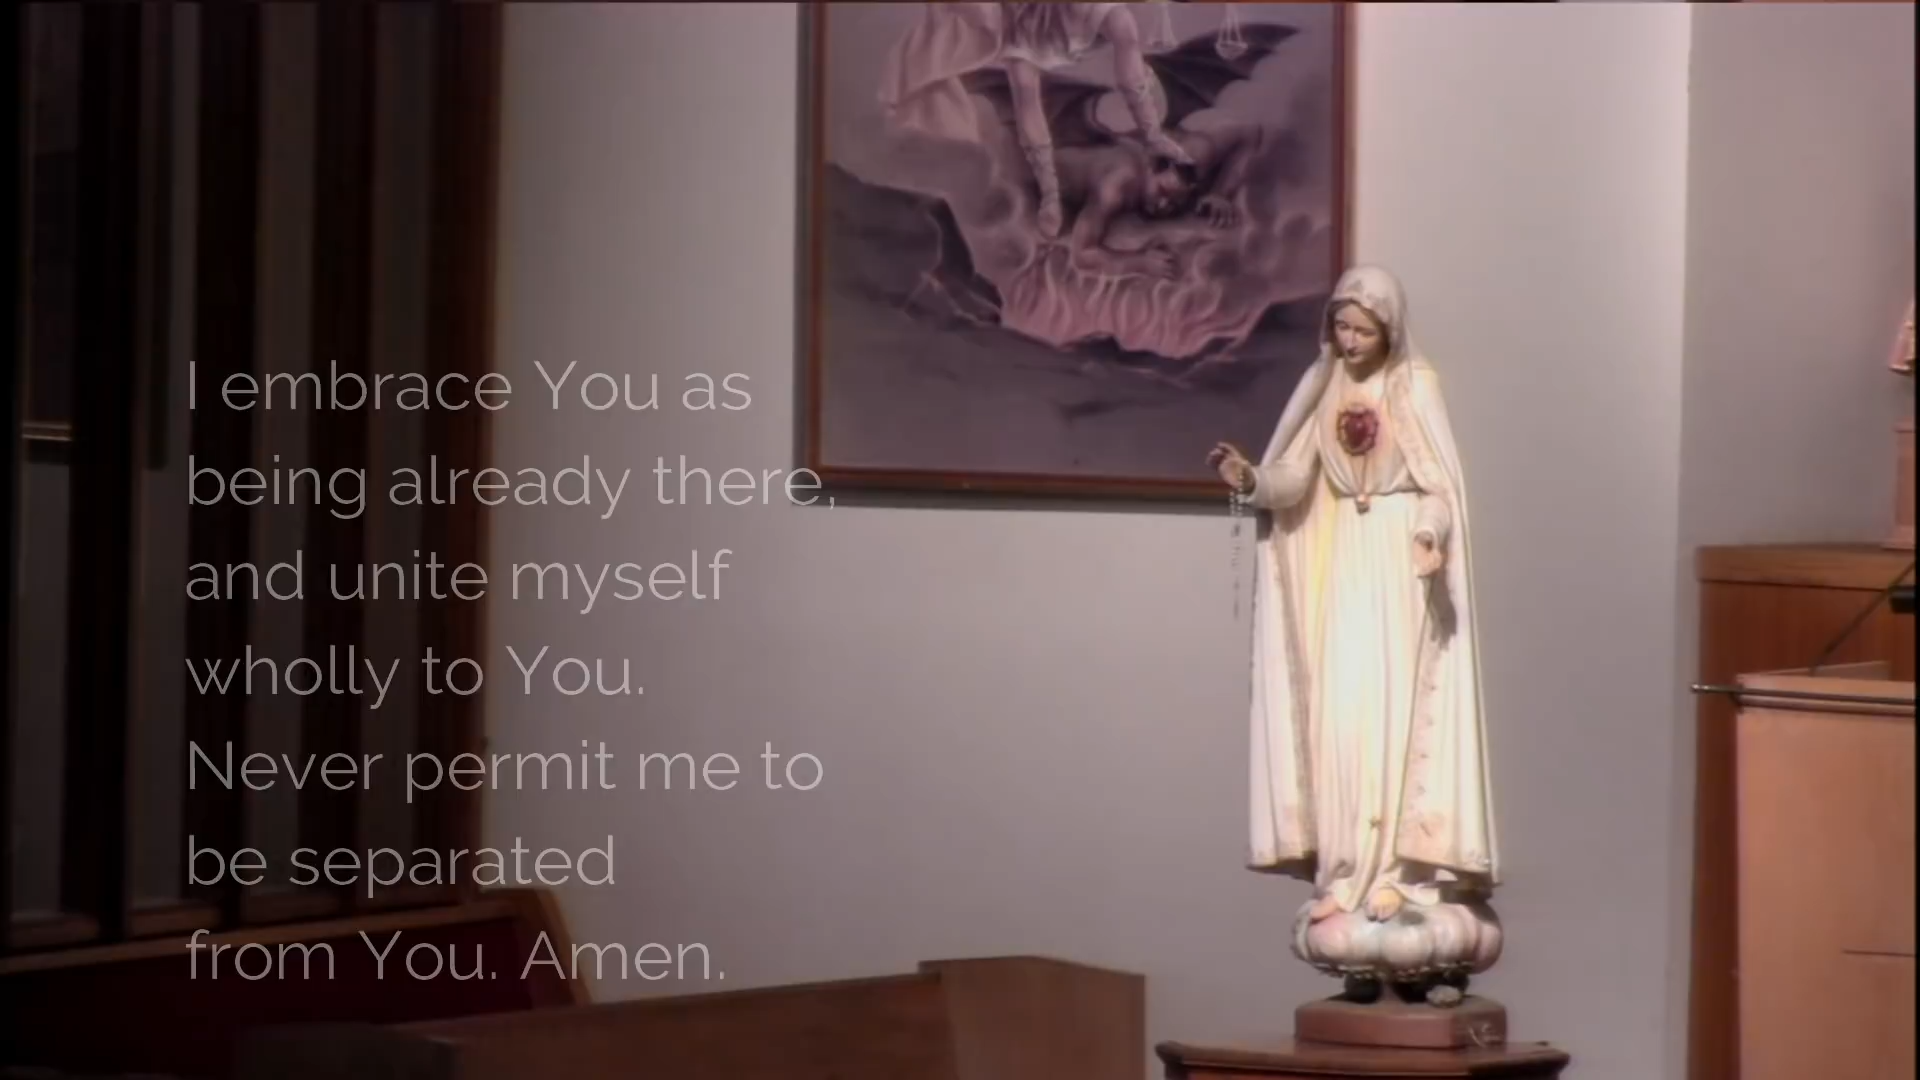 I embrace You as
being already there,
and unite myself
wholly to You.
Never permit me to
be separated
from You. Amen.